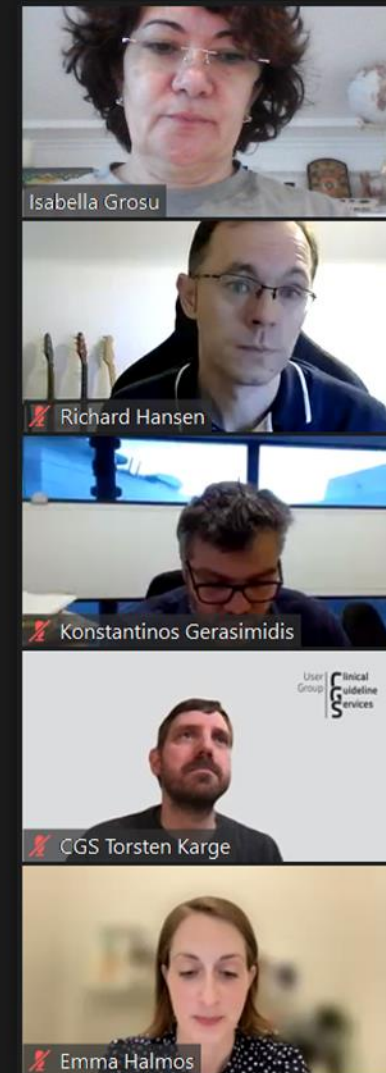 Isabella Grosu
Richard Hansen
User Clinical
Group Guideline
Services
Konstantinos Gerasimidis
CGS Torsten Karge
Emma Halmos